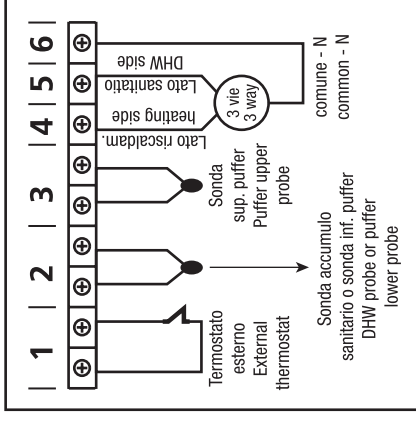 1
2
3
4
5
6
Termostato
esterno
External
thermostat
Sonda accumulo
sanitario o sonda inf. puffer
DHW probe or puffer
lower probe
Sonda
sup. puffer
Puffer upper
probe
Lato riscaldam.
heating side
Lato sanitatio
DHW side
3 vie
3 way
comune - N
common - N